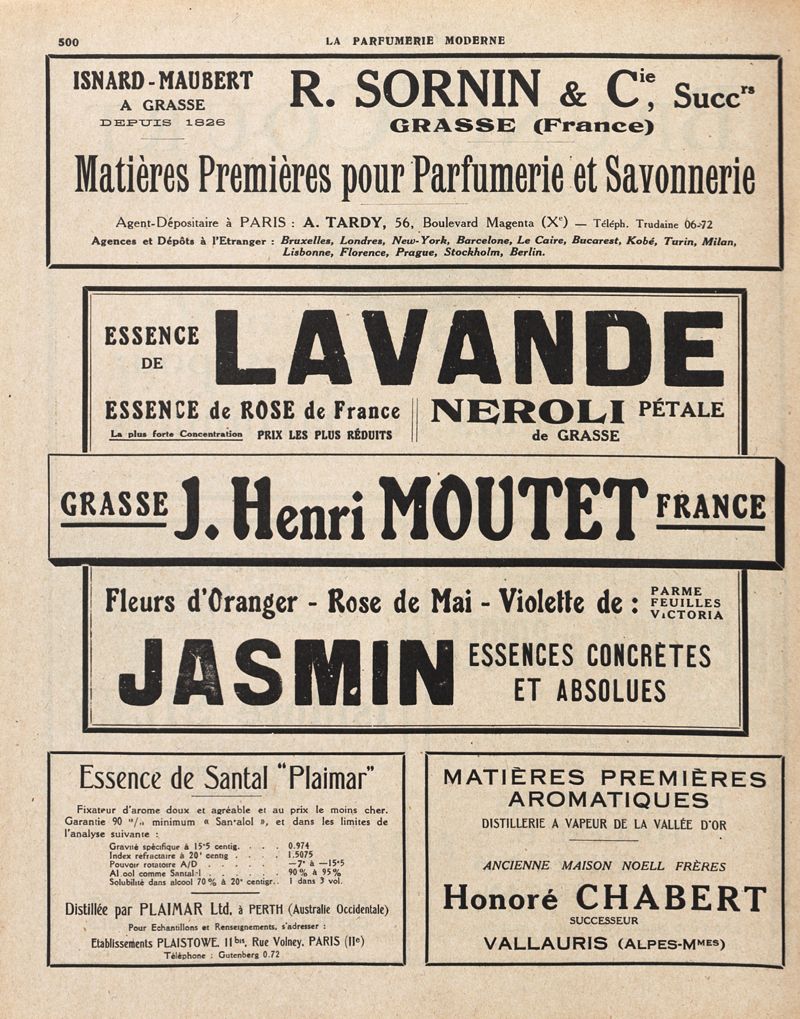 500
LA PARFUMERIE MODERNE
ISNARD-MAUBERT
A GRASSE
DEPUIS 1826
R. SORNIN & Cie, Succrs
GRASSE (France)
Matières Premières pour Parfumerie et Savonnerie
Agent-Dépositaire à PARIS : A. TARDY, 56, Boulevard Magenta (Xe) — Téléph. Trudaine 06-72
Agences et Dépôts à l'Etranger : Bruxelles, Londres, New-York, Barcelone, Le Caire, Bucarest, Kobé, Turin, Milan,
Lisbonne, Florence, Prague, Stockholm, Berlin.
ESSENCE
DE
LAVANDE
ESSENCE de ROSE de France
La plus forte Concentration PRIX LES PLUS RÉDUITS
NEROLI PÉTALE
de GRASSE
GRASSE J. Henri MOUTET FRANCE
Fleurs d'Oranger - Rose de Mai - Violette de :
PARME
FEUILLES
VICTORIA
JASMIN
ESSENCES CONCRÈTES
ET ABSOLUES
Essence de Santal "Plaimar"
Fixateur d'arome doux et agréable et au prix le moins cher.
Garantie 90 º/o minimum « Santalol », et dans les limites de
l'analyse suivante :
Gravité spécifique à 15°5 centig. . . . 0.974
Index réfractaire à 20° centig . . . . 1.5075
Pouvoir rotatoire A/D . . . . . —7° à —15°5
Alcool comme Santalol . . . . . 90 % à 95 %
Solubilité dans alcool 70 % à 20° centigr.. 1 dans 3 vol.
Distillée par PLAIMAR Ltd, à PERTH (Australie Occidentale)
Pour Echantillons et Renseignements, s'adresser :
Etablissements PLAISTOWE, 11bis, Rue Volney, PARIS (IIe)
Téléphone : Gutenberg 0.72
MATIÈRES PREMIÈRES
AROMATIQUES
DISTILLERIE A VAPEUR DE LA VALLÉE D'OR
ANCIENNE MAISON NOELL FRÈRES
Honoré CHABERT
SUCCESSEUR
VALLAURIS (ALPES-MMES)